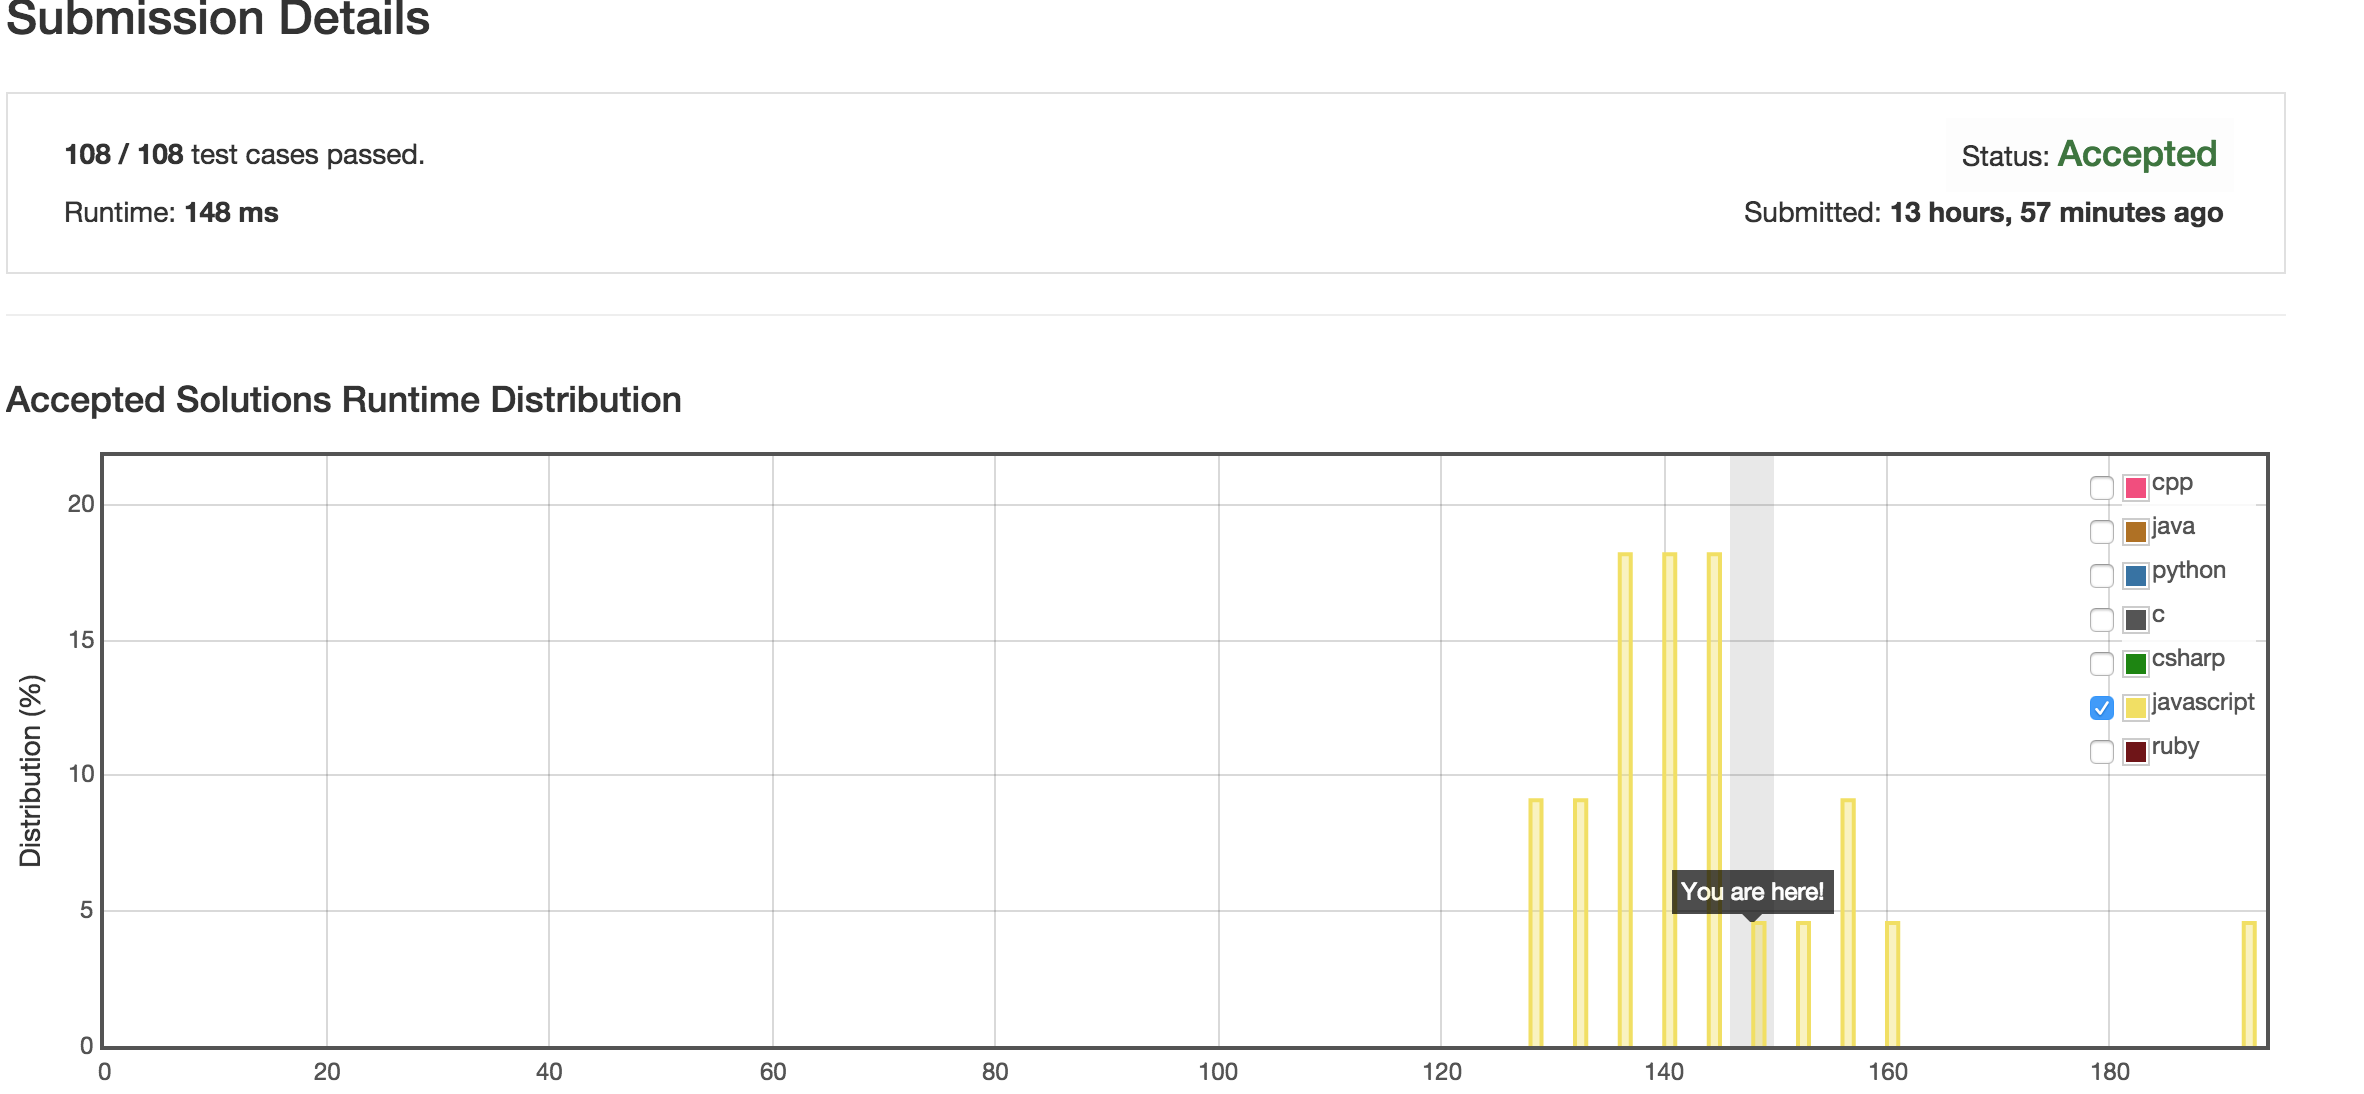 Submission Details
108 / 108 test cases passed.
Status: Accepted
Runtime: 148 ms
Submitted: 13 hours, 57 minutes ago
Accepted Solutions Runtime Distribution
Distribution (%)
20
15
10
5
0
0 20 40 60 80 100 120 140 160 180
cpp
java
python
c
csharp
javascript
ruby
You are here!